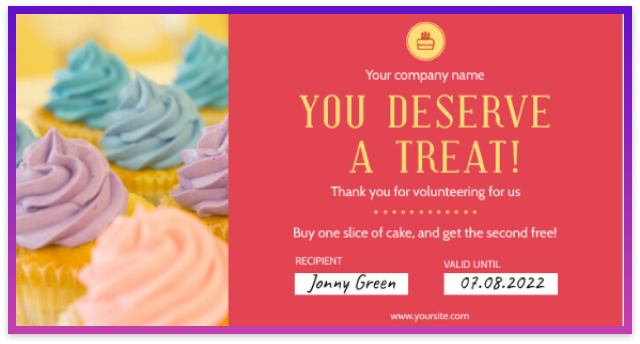 Your company name
YOU DESERVE
A TREAT!
Thank you for volunteering for us
Buy one slice of cake, and get the second free!
RECIPIENT
Jonny Green
VALID UNTIL
07.08.2022
www.yoursite.com